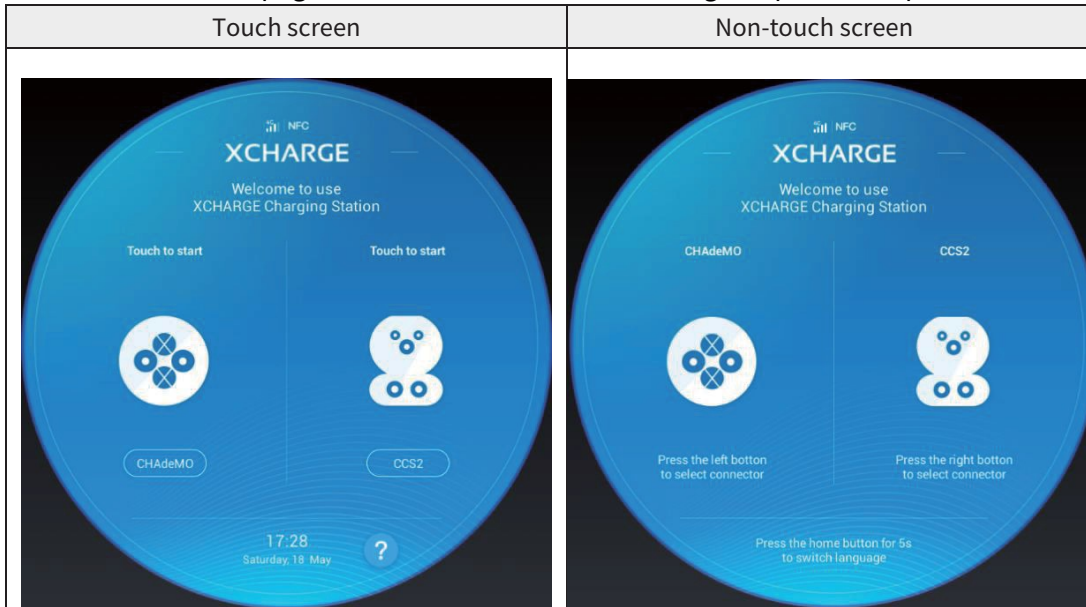 Touch screen
Non-touch screen
NFC
XCHARGE
Welcome to use
XCHARGE Charging Station
Touch to start
Touch to start
CHAdeMO
CCS2
17:28
Saturday, 18 May
?
NFC
XCHARGE
Welcome to use
XCHARGE Charging Station
CHAdeMO
CCS2
Press the left botton
to select connector
Press the right botton
to select connector
Press the home button for 5s
to switch language